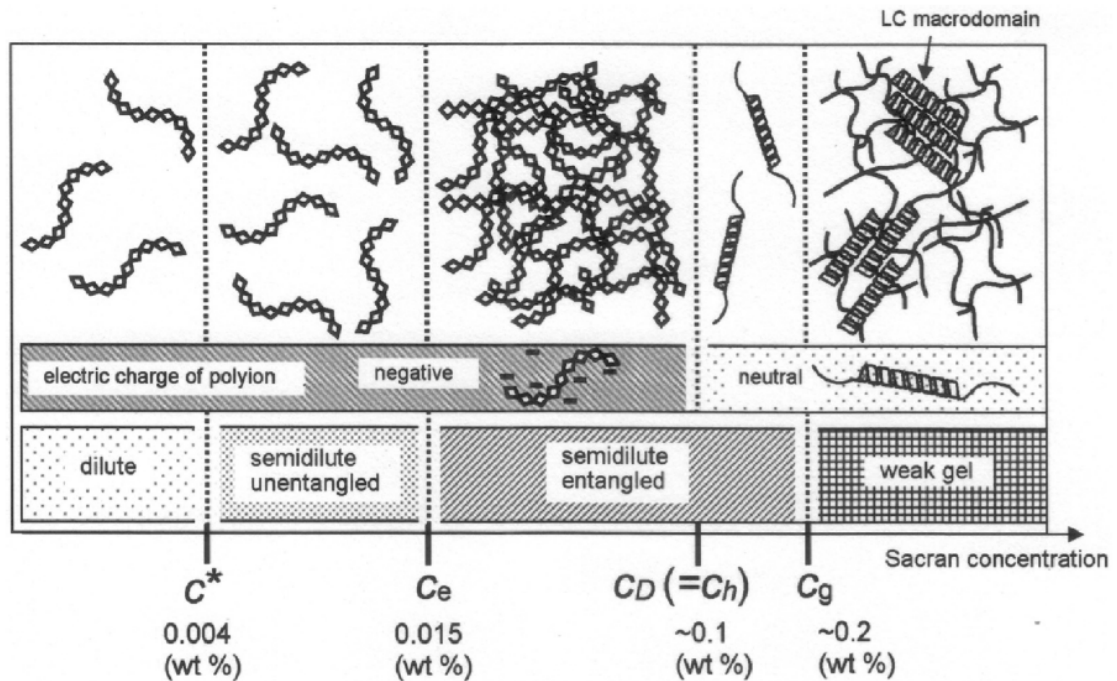 LC macrodomain
electric charge of polyion
negative
neutral
dilute
semidilute
unentangled
semidilute
entangled
weak gel
Sacran concentration
C*
Ce
CD (=Ch)
Cg
0.004
(wt %)
0.015
(wt %)
~0.1
(wt %)
~0.2
(wt %)